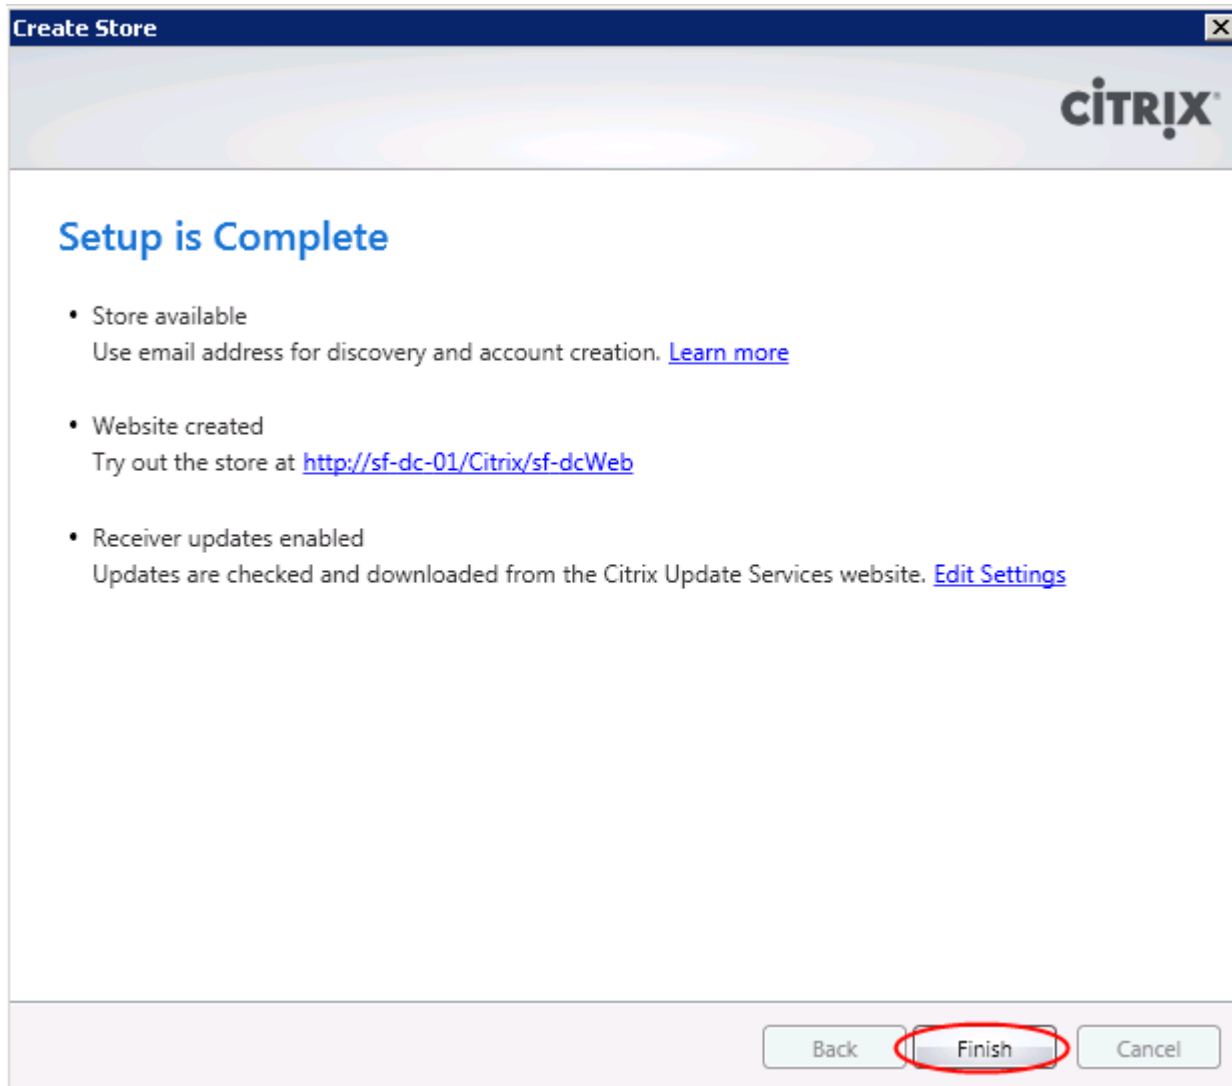 Create Store
CİTRỊX
Setup is Complete
• Store available
Use email address for discovery and account creation. Learn more
• Website created
Try out the store at http://sf-dc-01/Citrix/sf-dcWeb
• Receiver updates enabled
Updates are checked and downloaded from the Citrix Update Services website. Edit Settings
Back Finish Cancel